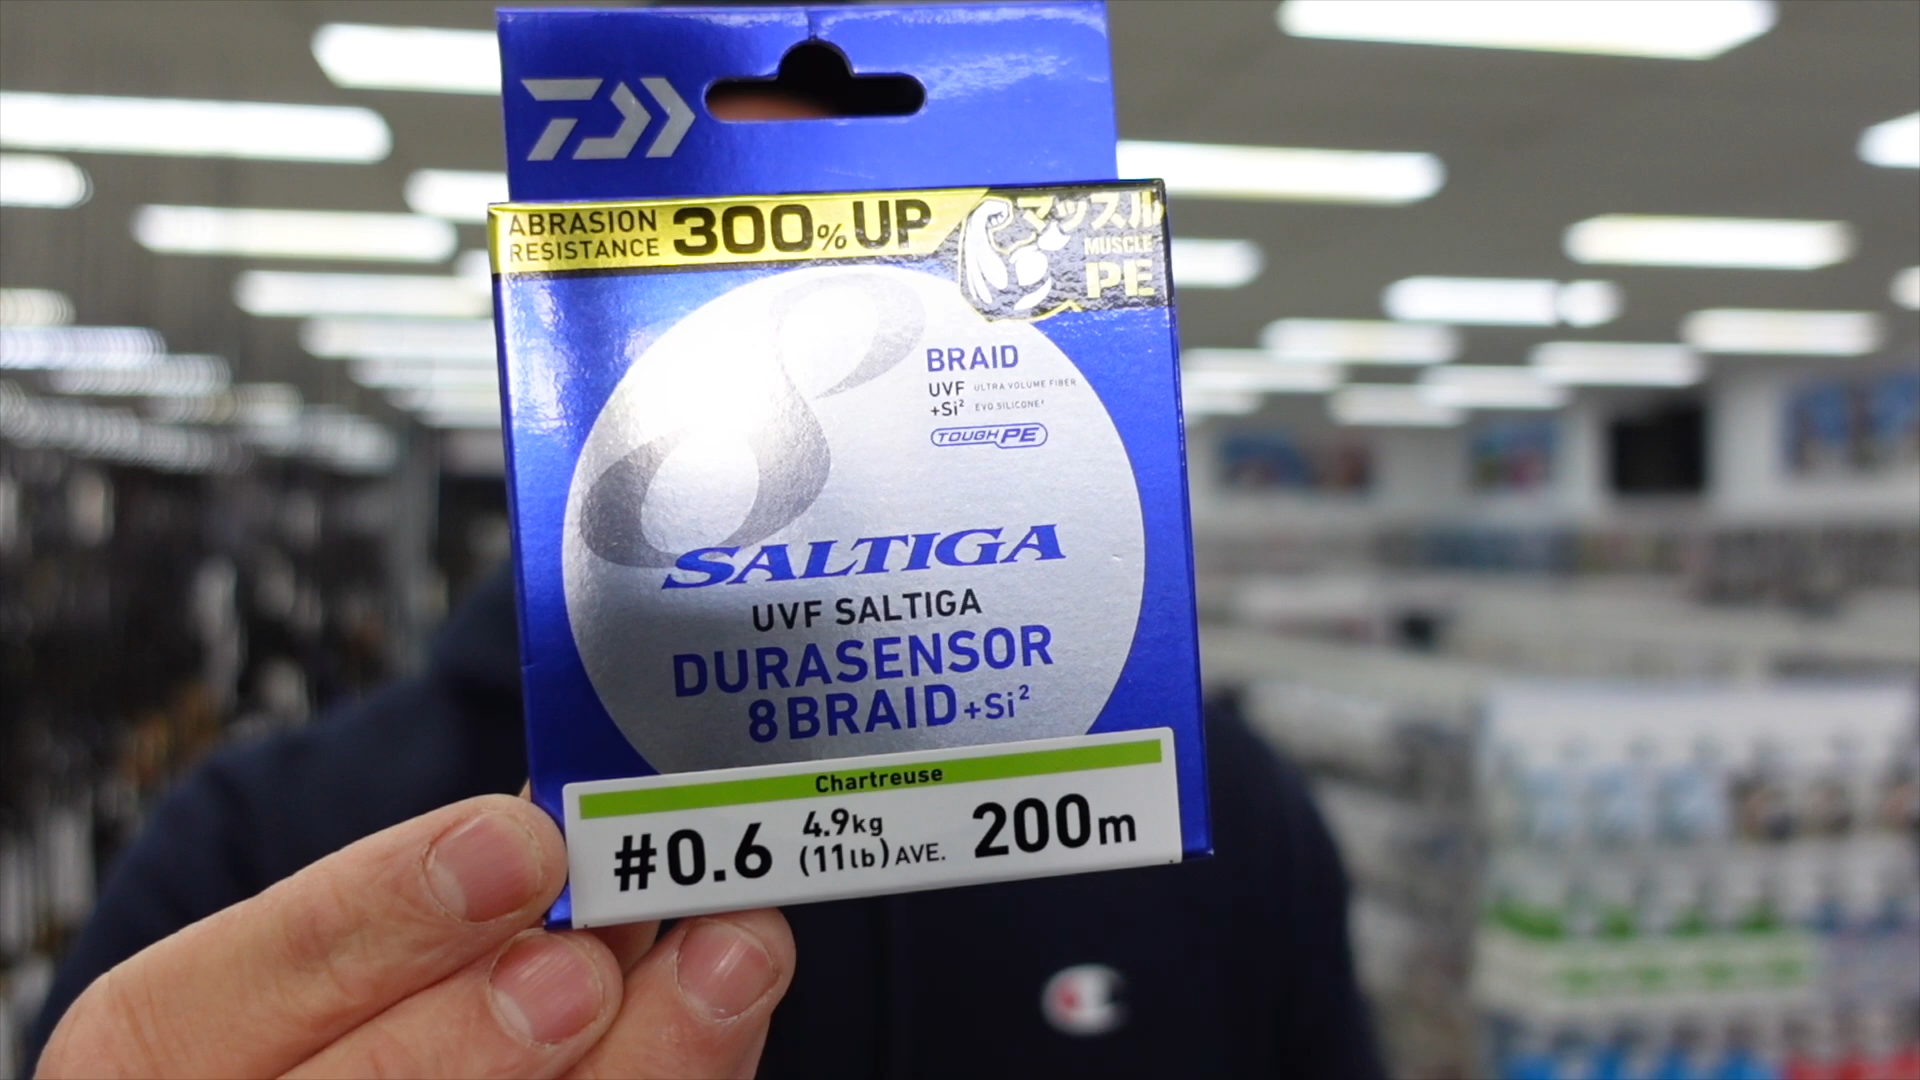 ABRASION
RESISTANCE 300% UP
マッスル
MUSCLE
PE
BRAID
UVF ULTRA VOLUME FIBER
+Si² EVO SILICONE²
TOUGH PE
SALTIGA
UVF SALTIGA
DURASENSOR
8BRAID+Si²
Chartreuse
#0.6 4.9kg (11lb) AVE. 200m